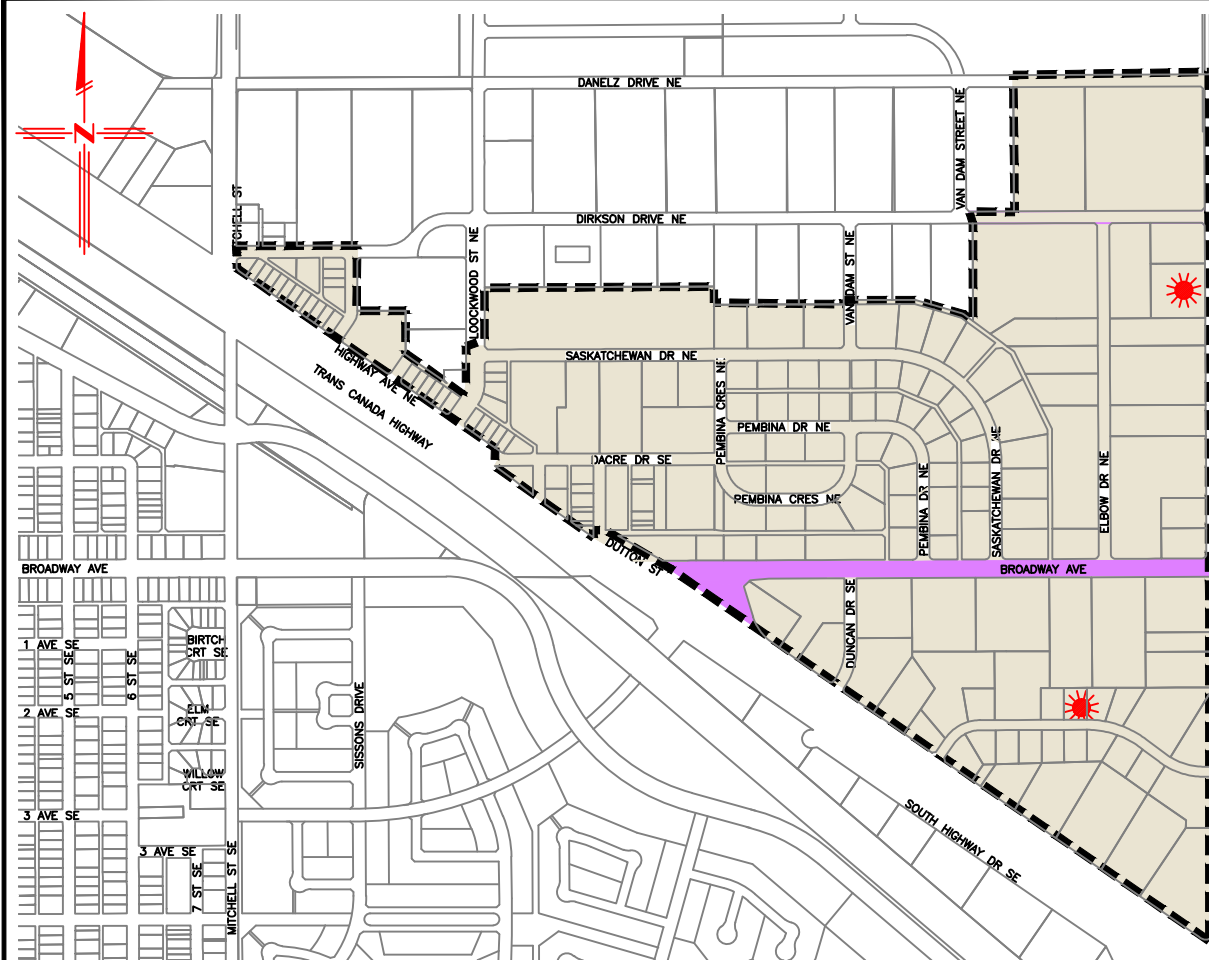 DANELZ DRIVE NE
VAN DAM STREET NE
N
CHELL ST
DIRKSON DRIVE NE
LOOCKWOOD ST NE
VAN DAM ST NE
HIGHWAY AVE NE
TRANS CANADA HIGHWAY
SASKATCHEWAN DR NE
PEMBINA CRES NE
PEMBINA DR NE
DACRE DR SE
PEMBINA CRES NE
PEMBINA DR NE
SASKATCHEWAN DR NE
ELBOW DR NE
DUTTON ST
BROADWAY AVE
BROADWAY AVE
DUNCAN DR SE
1 AVE SE
5 ST SE
6 ST SE
BIRTCH
CRT SE
2 AVE SE
ELM
CRT SE
SISSONS DRIVE
WILLOW
CRT SE
3 AVE SE
3 AVE SE
7 ST SE
MITCHELL ST SE
SOUTH HIGHWAY DR SE